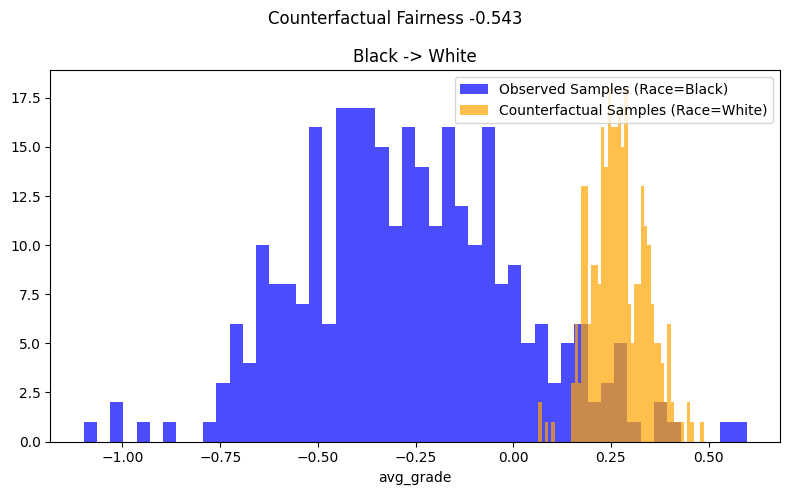 Counterfactual Fairness -0.543
Black -> White
Observed Samples (Race=Black)
Counterfactual Samples (Race=White)
17.5
15.0
12.5
10.0
7.5
5.0
2.5
0.0
−1.00 −0.75 −0.50 −0.25 0.00 0.25 0.50
avg_grade